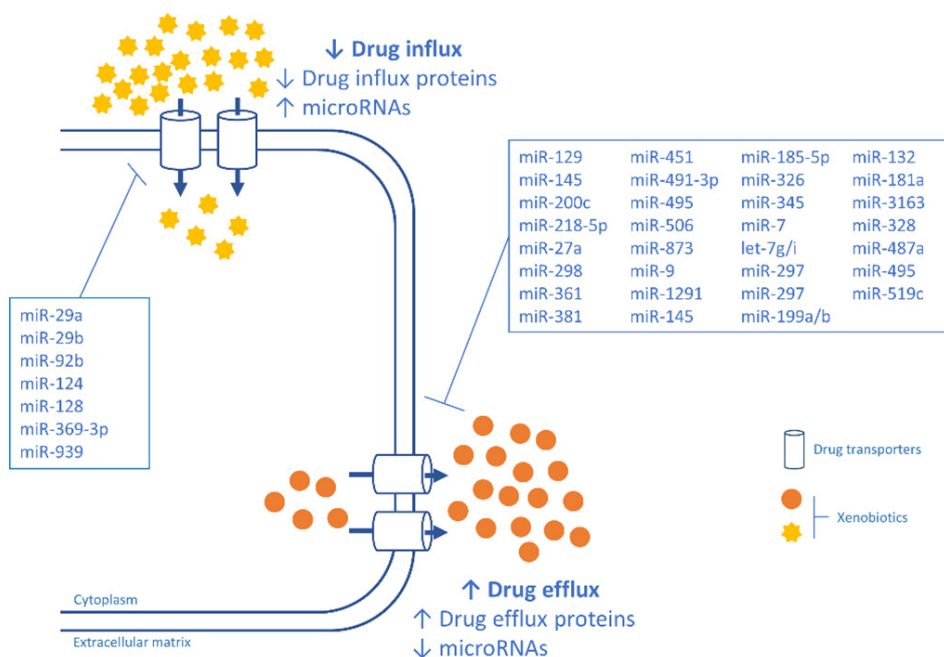 ↓ Drug influx
↓ Drug influx proteins
↑ microRNAs
miR-129 miR-451 miR-185-5p miR-132
miR-145 miR-491-3p miR-326 miR-181a
miR-200c miR-495 miR-345 miR-3163
miR-218-5p miR-506 miR-7 miR-328
miR-27a miR-873 let-7g/i miR-487a
miR-298 miR-9 miR-297 miR-495
miR-361 miR-1291 miR-297 miR-519c
miR-381 miR-145 miR-199a/b
miR-29a
miR-29b
miR-92b
miR-124
miR-128
miR-369-3p
miR-939
Drug transporters
Xenobiotics
↑ Drug efflux
↑ Drug efflux proteins
↓ microRNAs
Cytoplasm
Extracellular matrix